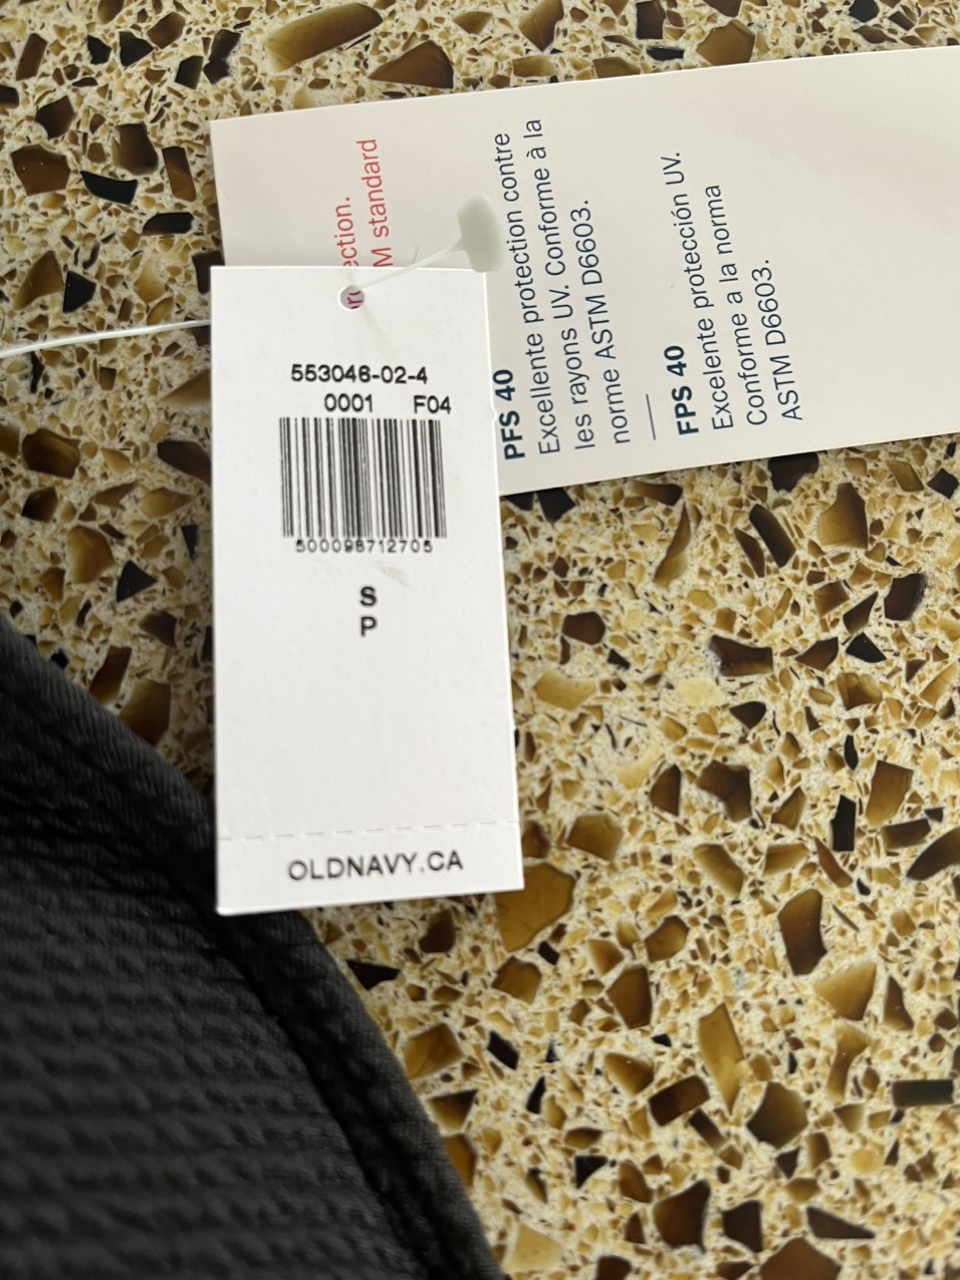 ection.
M standard
PFS 40
Excellente protection contre
les rayons UV. Conforme à la
norme ASTM D6603.
FPS 40
Excelente protección UV.
Conforme a la norma
ASTM D6603.
553046-02-4
0001 F04
500098712705
S
P
OLDNAVY.CA